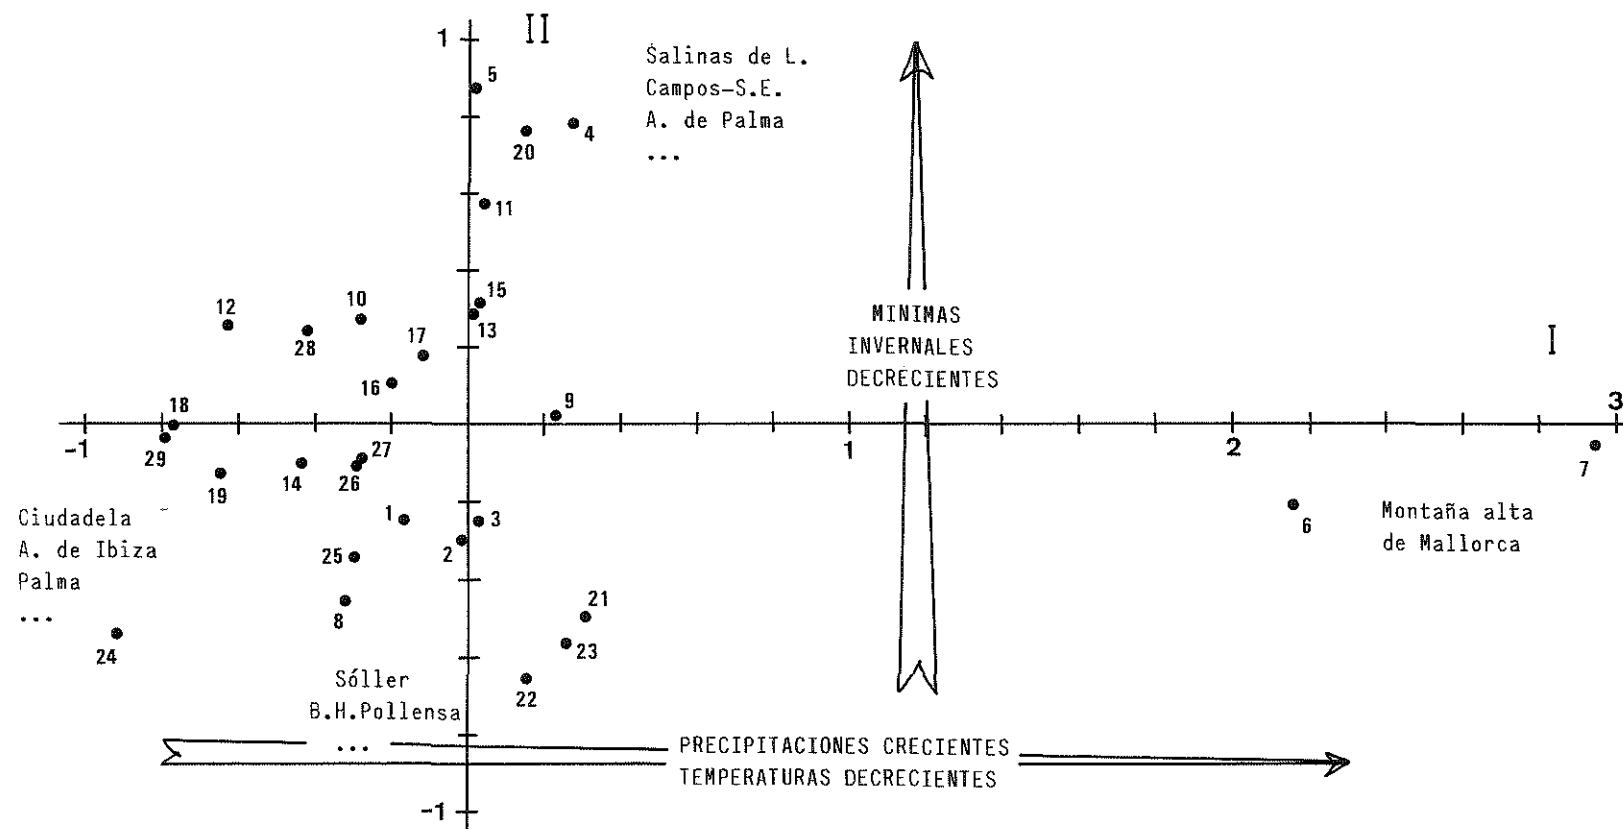 1
II
5
Salinas de L.
Campos-S.E.
A. de Palma
...
4
20
11
15
13
12
10
28
17
16
MINIMAS
INVERNALES
DECRECIENTES
I
9
18
-1
1
2
3
29
19
14
26
27
7
6
Montaña alta
de Mallorca
Ciudadela
A. de Ibiza
Palma
...
1
3
2
25
8
21
23
24
22
Sóller
B.H.Pollensa
...
PRECIPITACIONES CRECIENTES
TEMPERATURAS DECRECIENTES
-1